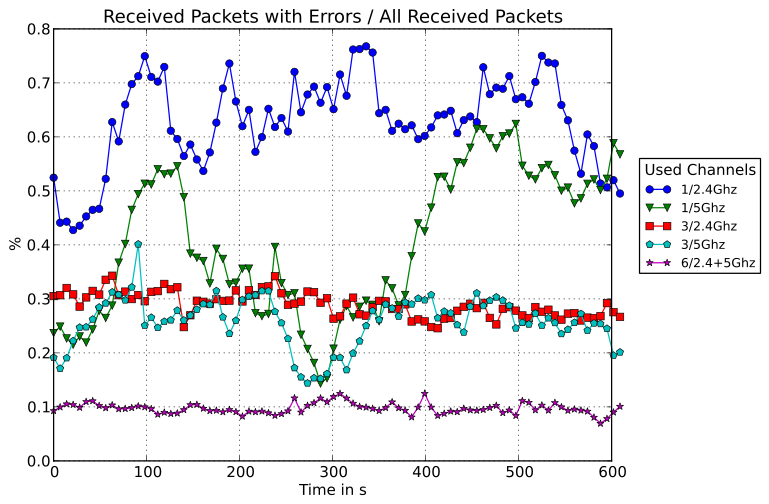 Received Packets with Errors / All Received Packets
0.8
0.7
0.6
0.5
0.4
0.3
0.2
0.1
0.0
%
0 100 200 300 400 500 600
Time in s
Used Channels
1/2.4Ghz
1/5Ghz
3/2.4Ghz
3/5Ghz
6/2.4+5Ghz